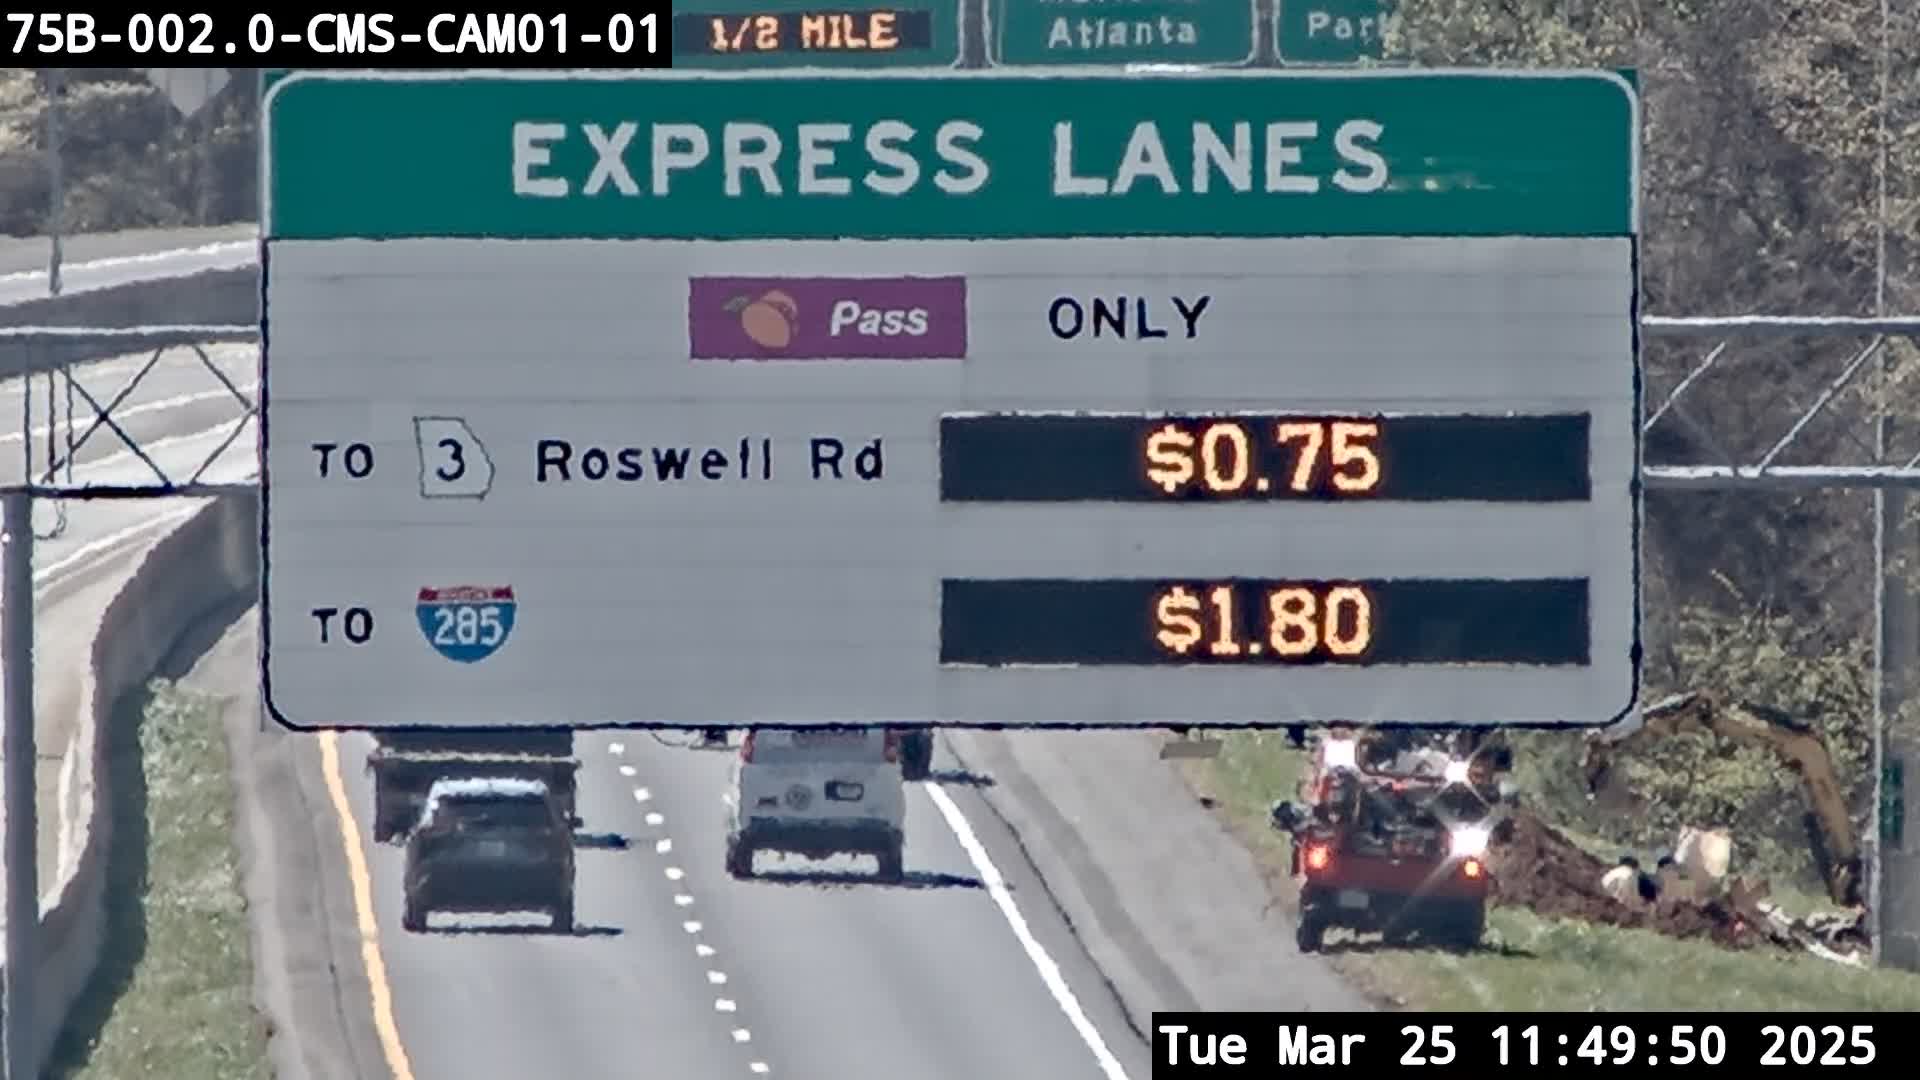 75B-002.0-CMS-CAM01-01
1/2 MILE
Atlanta
EXPRESS LANES
Pass ONLY
TO 3 Roswell Rd $0.75
TO 285 $1.80
Tue Mar 25 11:49:50 2025